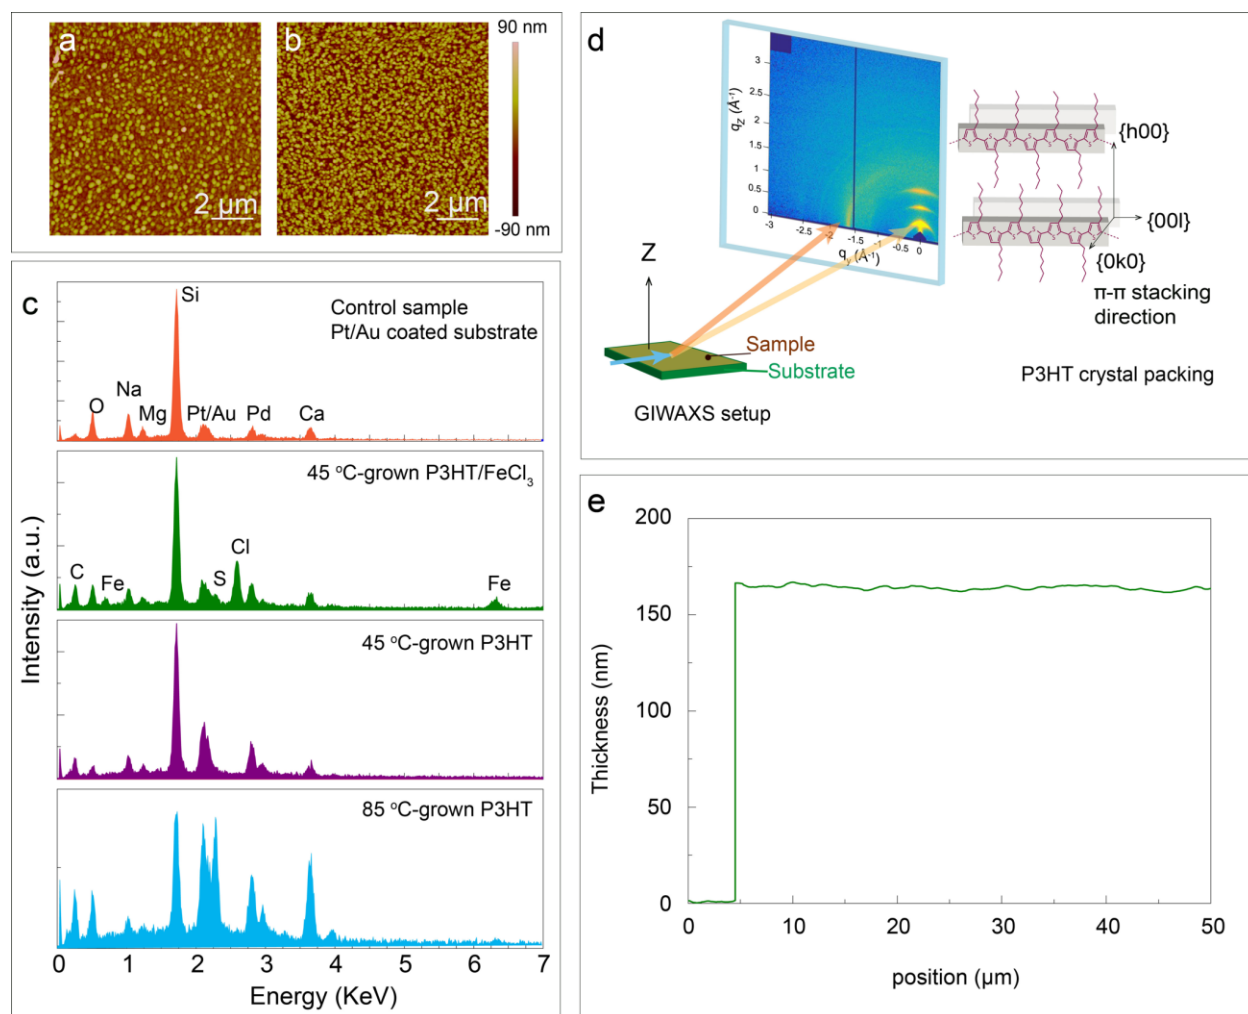 a
b
90 nm
2 µm
2 µm
-90 nm
c
Si
Control sample
Pt/Au coated substrate
O
Na
Mg
Pt/Au
Pd
Ca
45 °C-grown P3HT/FeCl₃
C
Fe
S
Cl
Fe
45 °C-grown P3HT
85 °C-grown P3HT
Intensity (a.u.)
0 1 2 3 4 5 6 7
Energy (KeV)
d
qZ (Å⁻¹)
3
2.5
2
1.5
1
0.5
0
-3 -2.5 -2 -1.5 -1 -0.5 0
qy (Å⁻¹)
Z
Sample
Substrate
GIWAXS setup
S S S S S S
{h00}
S S S S S S
{00l}
{0k0}
π-π stacking
direction
P3HT crystal packing
e
200
150
100
50
0
Thickness (nm)
0 10 20 30 40 50
position (µm)